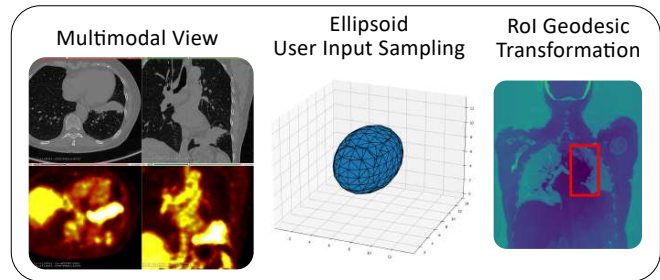 Multimodal View
Ellipsoid
User Input Sampling
RoI Geodesic
Transformation